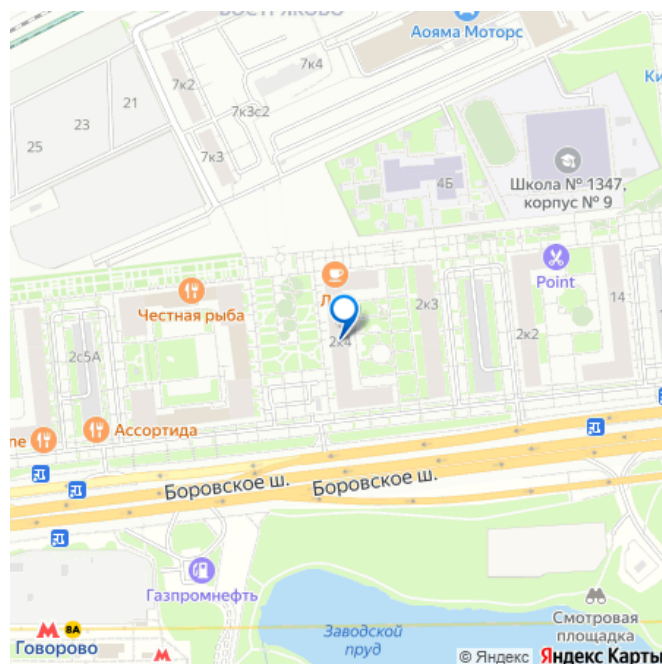 ВОСТРЯКОВО
Аояма Моторс
7к4
7к2
21
7к3с2
23
Ки
25
7к3
4Б
Школа № 1347,
корпус № 9
Point
Л
Честная рыба
2к3
14
2к4
2к2
2с5А
ne
Ассортида
Боровское ш.
Боровское ш.
Газпромнефть
Смотровая
площадка
М 8А
Говорово
М
Заводской
пруд
© Яндекс Яндекс Карты